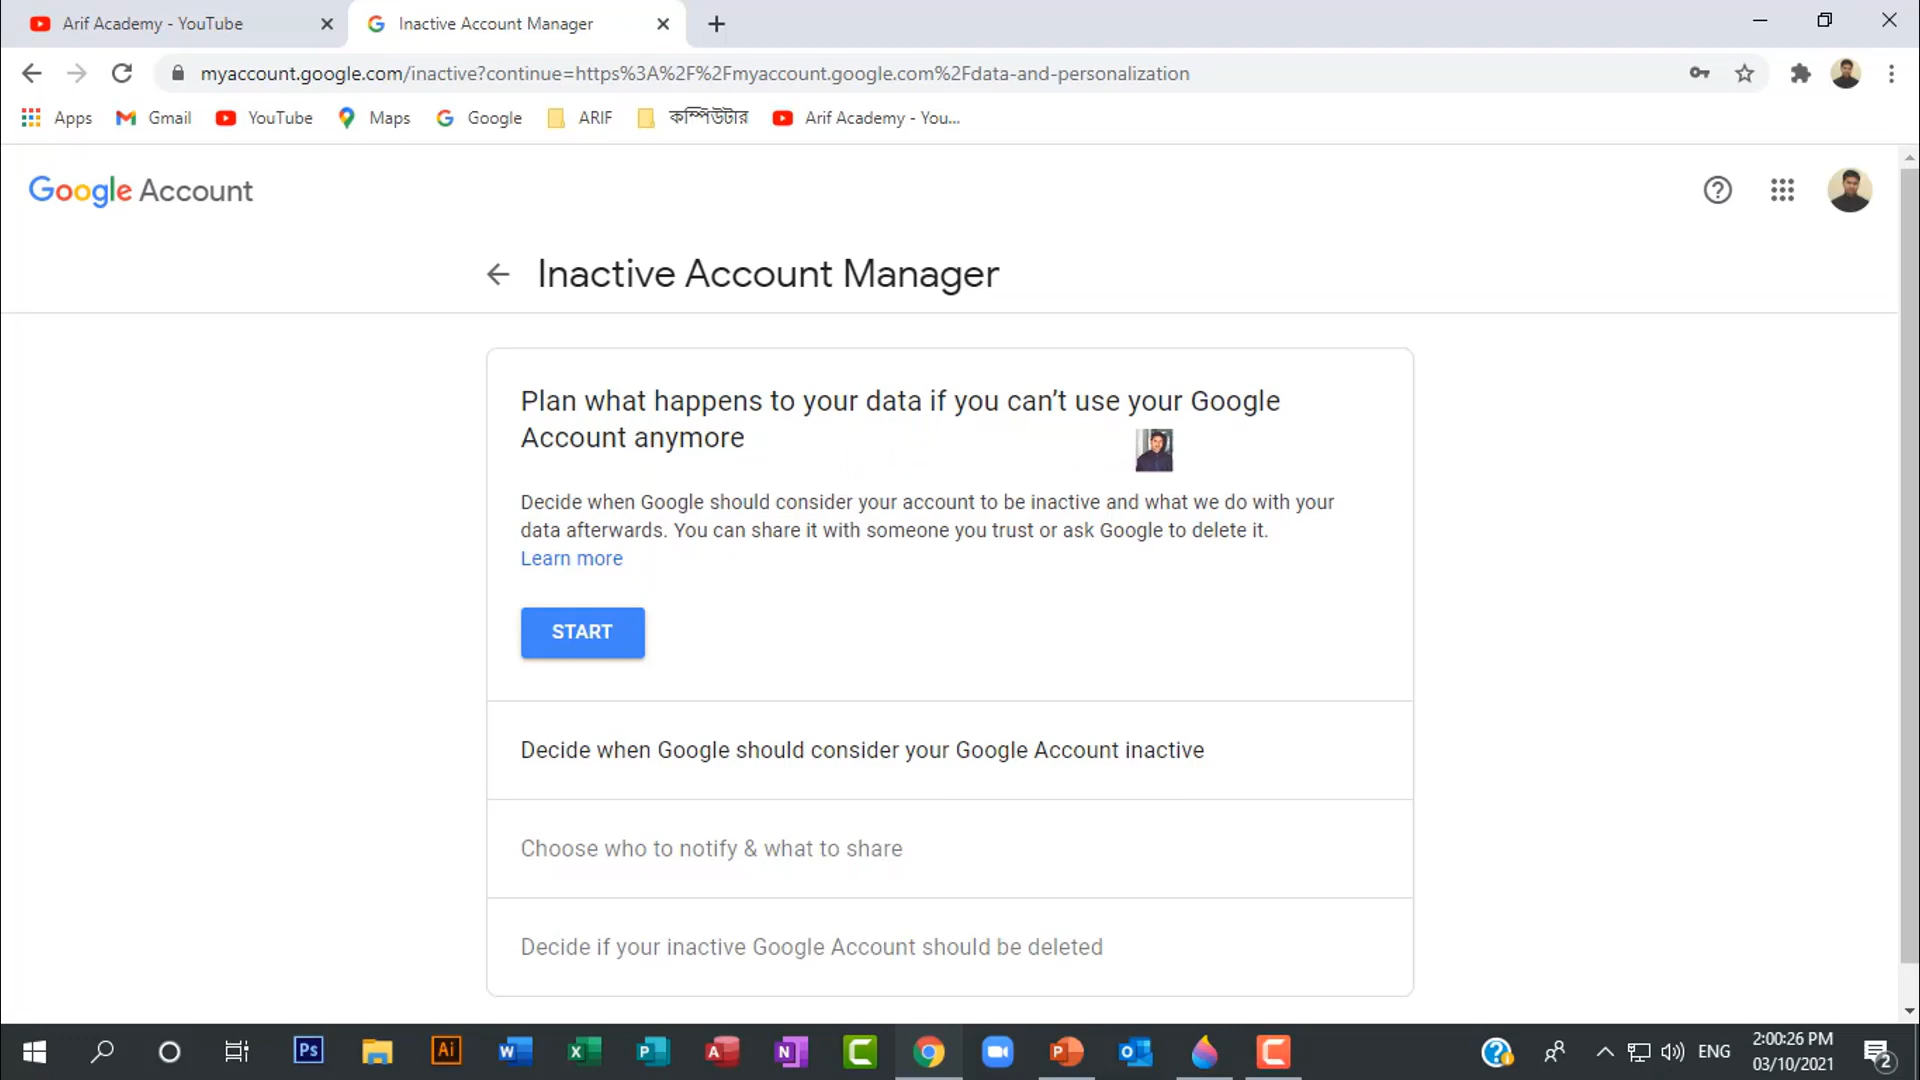 Arif Academy - YouTube
Inactive Account Manager
myaccount.google.com/inactive?continue=https%3A%2F%2Fmyaccount.google.com%2Fdata-and-personalization
Apps Gmail YouTube Maps Google ARIF কম্পিউটার Arif Academy - You...
Google Account
Inactive Account Manager
Plan what happens to your data if you can’t use your Google
Account anymore
Decide when Google should consider your account to be inactive and what we do with your
data afterwards. You can share it with someone you trust or ask Google to delete it.
Learn more
START
Decide when Google should consider your Google Account inactive
Choose who to notify & what to share
Decide if your inactive Google Account should be deleted
Ps Ai W X P A N P O ENG 2:00:26 PM
03/10/2021
2